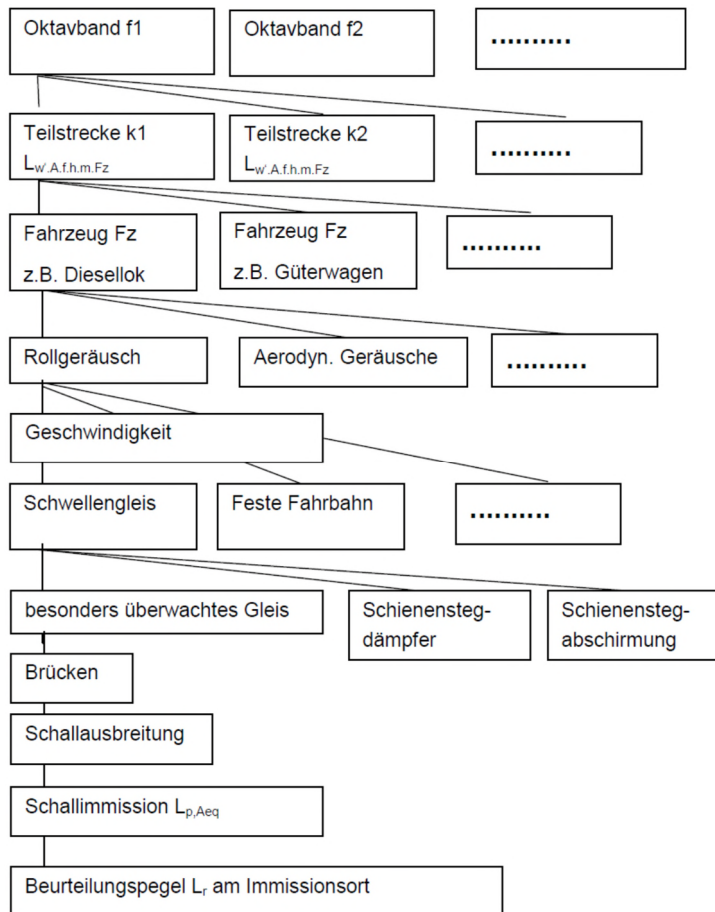 Oktavband f1
Oktavband f2
..........
Teilstrecke k1
L w'.A.f.h.m.Fz
Teilstrecke k2
L w'.A.f.h.m.Fz
..........
Fahrzeug Fz
z.B. Diesellok
Fahrzeug Fz
z.B. Güterwagen
..........
Rollgeräusch
Aerodyn. Geräusche
..........
Geschwindigkeit
Schwellengleis
Feste Fahrbahn
..........
besonders überwachtes Gleis
Schienensteg-
dämpfer
Schienensteg-
abschirmung
Brücken
Schallausbreitung
Schallimmission Lp,Aeq
Beurteilungspegel Lr am Immissionsort